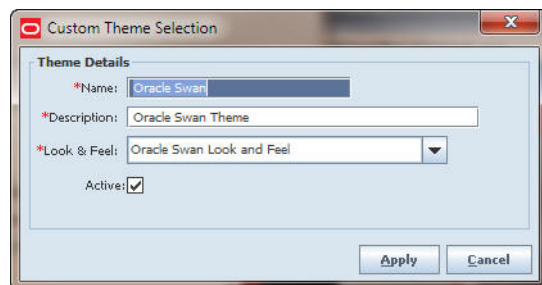 Custom Theme Selection
Theme Details
*Name: Oracle Swan
*Description: Oracle Swan Theme
*Look & Feel: Oracle Swan Look and Feel
Active:
Apply Cancel